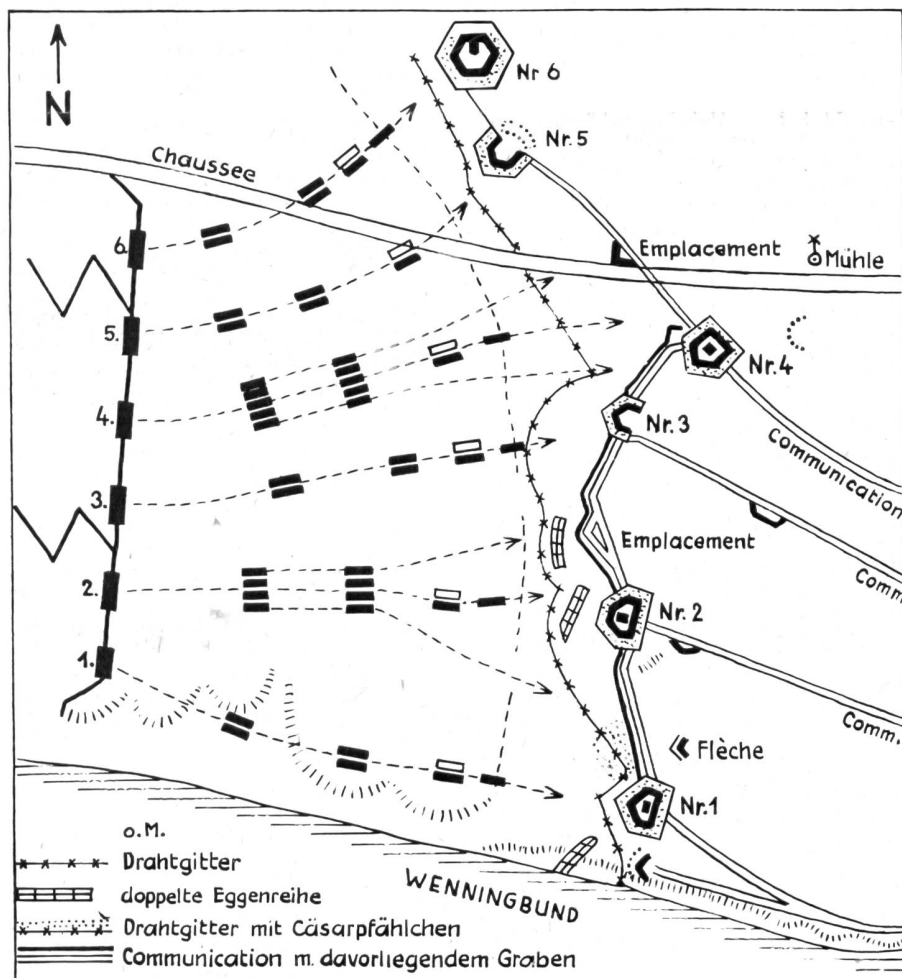 N
Nr 6
Nr. 5
Chaussee
Emplacement
Mühle
6.
5.
Nr. 4
4.
Nr. 3
Communication
3.
Emplacement
Comm.
2.
Nr. 2
1.
Comm.
Flèche
Nr. 1
o.M.
Drahtgitter
doppelte Eggenreihe
WENNINGBUND
Drahtgitter mit Cäsarpfählchen
Communication m. davorliegendem Graben